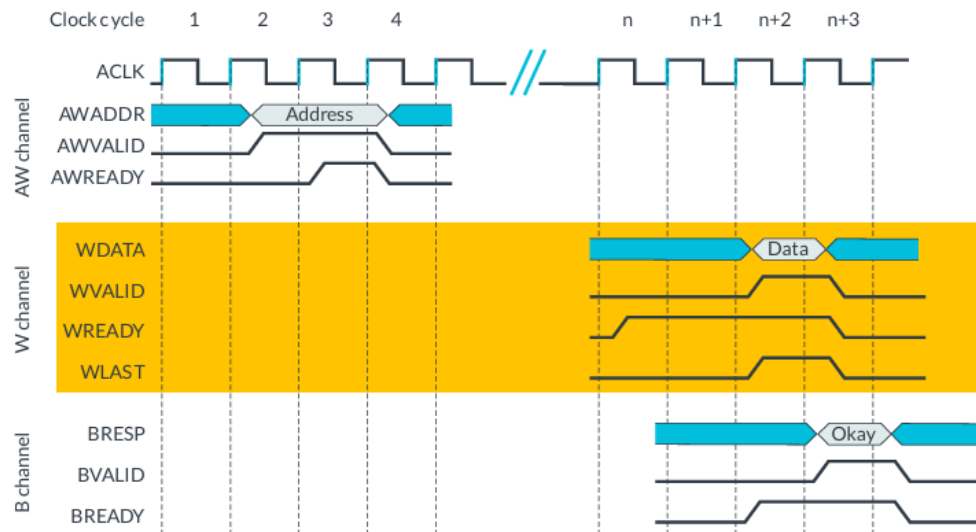 Clock cycle 1 2 3 4 n n+1 n+2 n+3
ACLK
AW channel
AWADDR Address
AWVALID
AWREADY
W channel
WDATA Data
WVALID
WREADY
WLAST
B channel
BRESP Okay
BVALID
BREADY